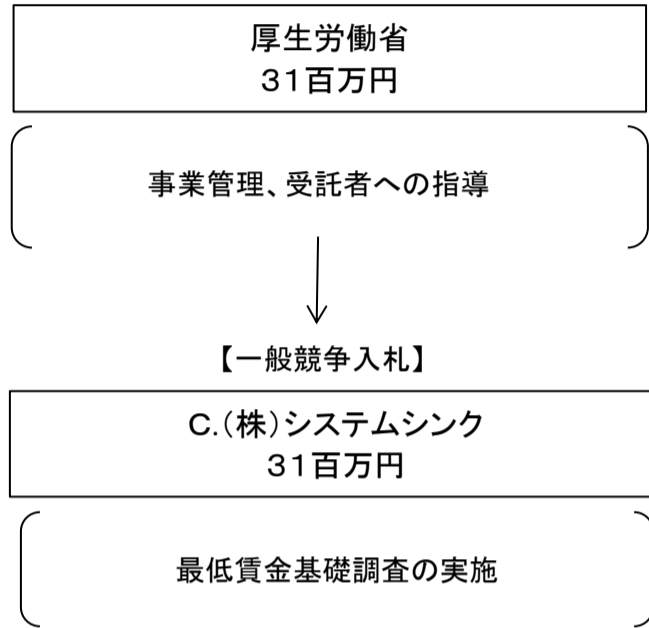 厚生労働省
31百万円
事業管理、受託者への指導
【一般競争入札】
C.(株)システムシンク
31百万円
最低賃金基礎調査の実施